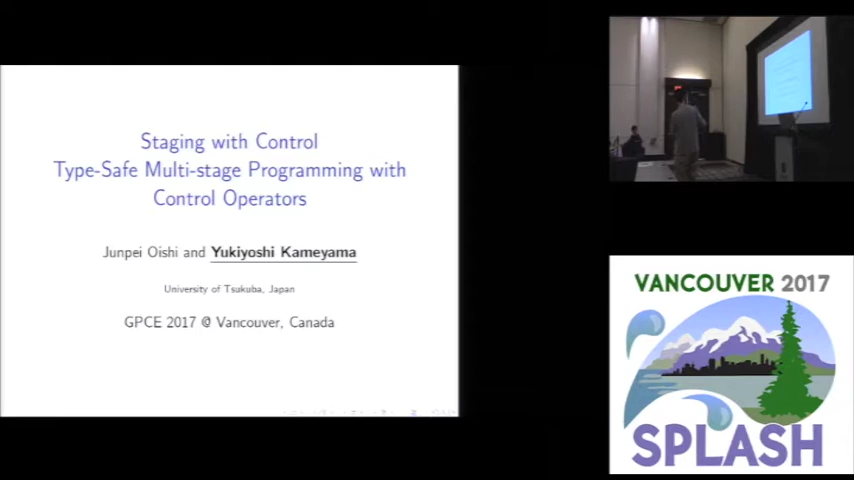 Staging with Control
Type-Safe Multi-stage Programming with
Control Operators
Junpei Oishi and Yukiyoshi Kameyama
University of Tsukuba, Japan
GPCE 2017 @ Vancouver, Canada
VANCOUVER 2017
SPLASH